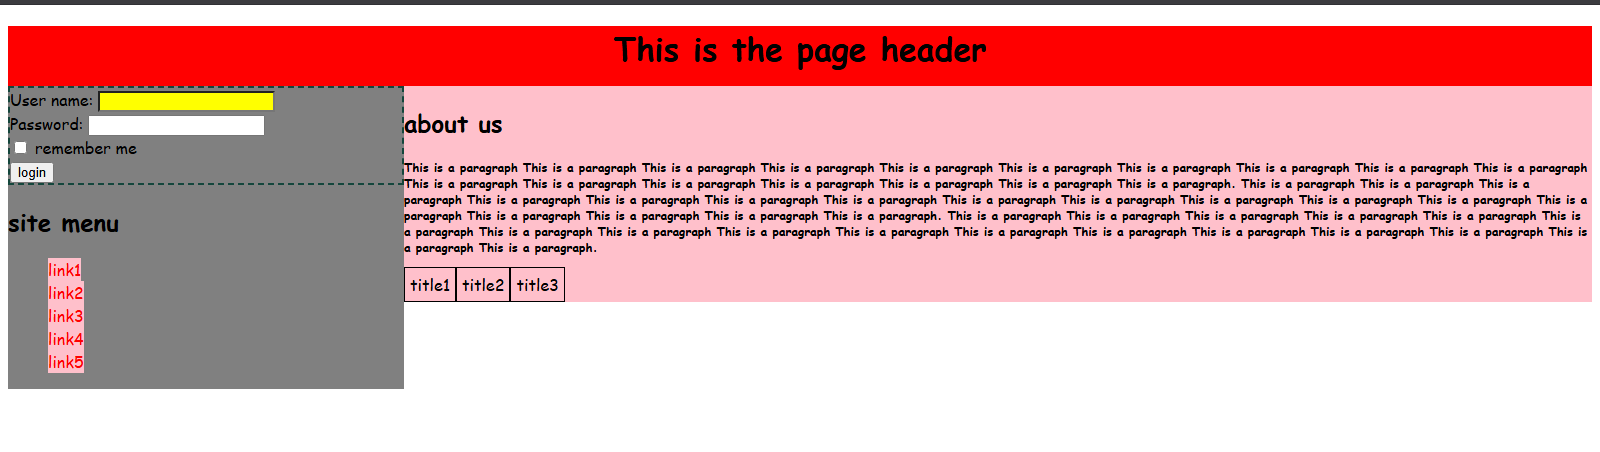 This is the page header
User name:
Password:
remember me
login
site menu
link1
link2
link3
link4
link5
about us
This is a paragraph This is a paragraph This is a paragraph This is a paragraph This is a paragraph This is a paragraph This is a paragraph This is a paragraph This is a paragraph This is a paragraph
This is a paragraph This is a paragraph This is a paragraph This is a paragraph This is a paragraph This is a paragraph This is a paragraph. This is a paragraph This is a paragraph This is a
paragraph This is a paragraph This is a paragraph This is a paragraph This is a paragraph This is a paragraph This is a paragraph This is a paragraph This is a paragraph This is a paragraph This is a
paragraph This is a paragraph This is a paragraph This is a paragraph This is a paragraph. This is a paragraph This is a paragraph This is a paragraph This is a paragraph This is a paragraph This is
a paragraph This is a paragraph This is a paragraph This is a paragraph This is a paragraph This is a paragraph This is a paragraph This is a paragraph This is a paragraph This is a paragraph This is
a paragraph This is a paragraph.
title1 title2 title3